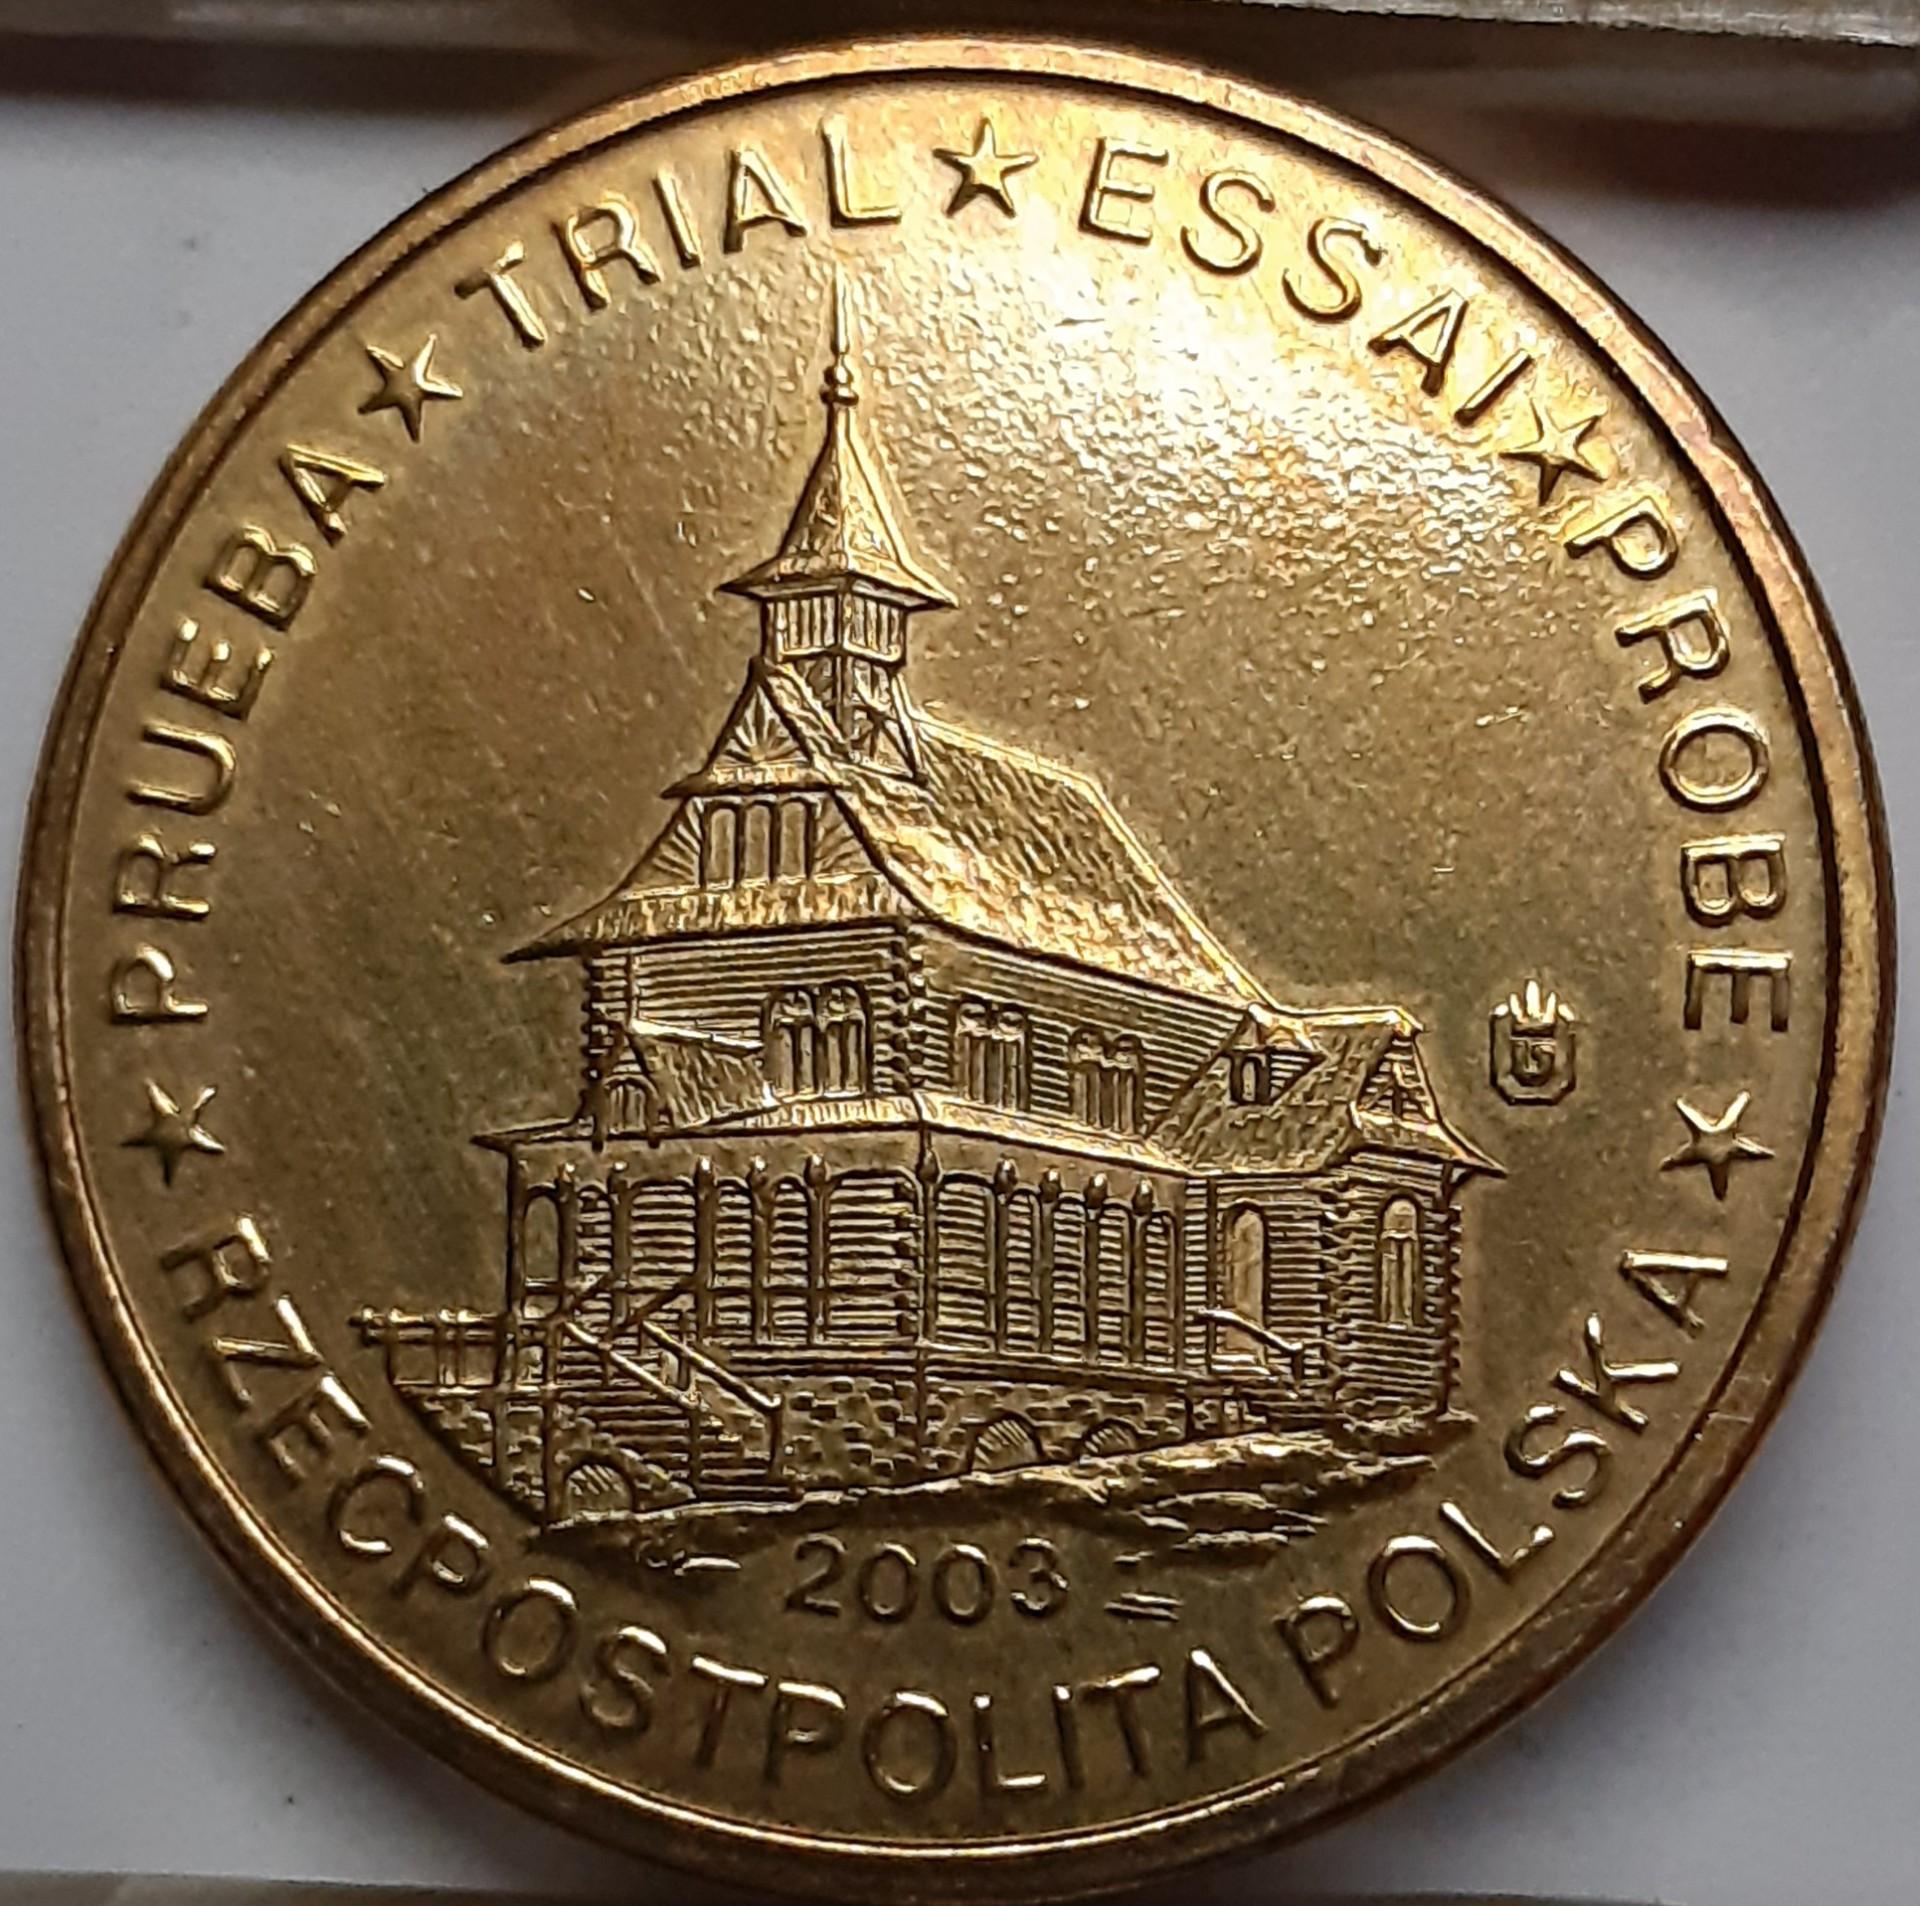 ★ PRUEBA ★ TRIAL ★ ESSAI ★ PROBE ★
2003
RZECPOSTPOLITA POLSKA